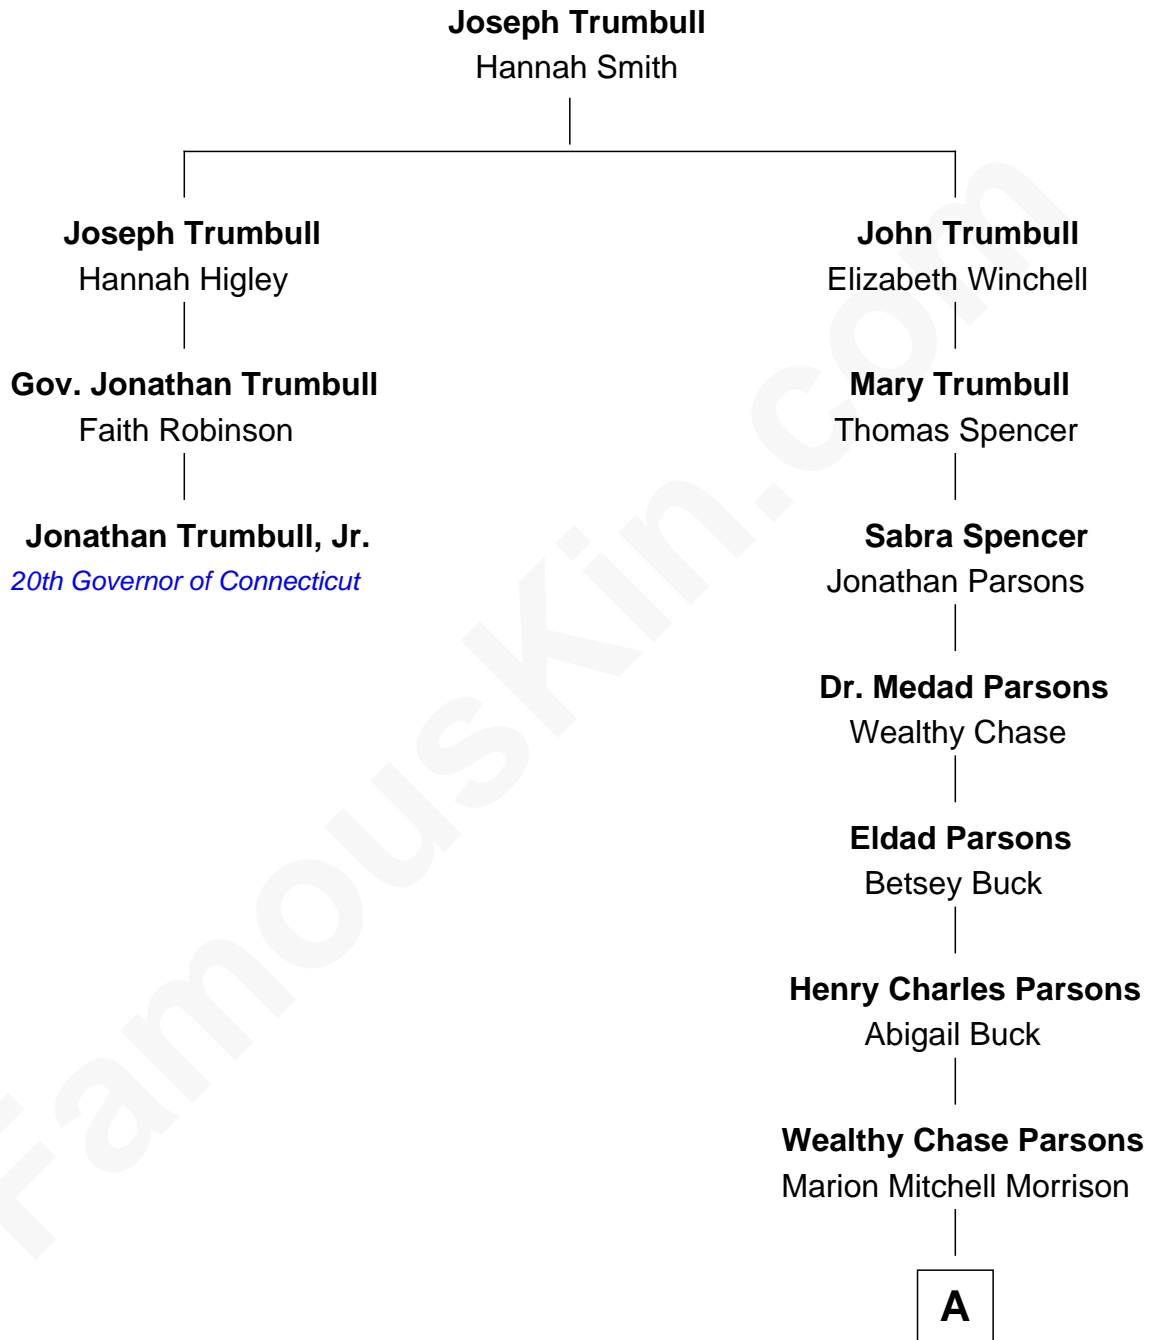 Joseph Trumbull
Hannah Smith
Joseph Trumbull
Hannah Higley
Gov. Jonathan Trumbull
Faith Robinson
Jonathan Trumbull, Jr.
20th Governor of Connecticut
John Trumbull
Elizabeth Winchell
Mary Trumbull
Thomas Spencer
Sabra Spencer
Jonathan Parsons
Dr. Medad Parsons
Wealthy Chase
Eldad Parsons
Betsey Buck
Henry Charles Parsons
Abigail Buck
Wealthy Chase Parsons
Marion Mitchell Morrison
A
FamousKin.com